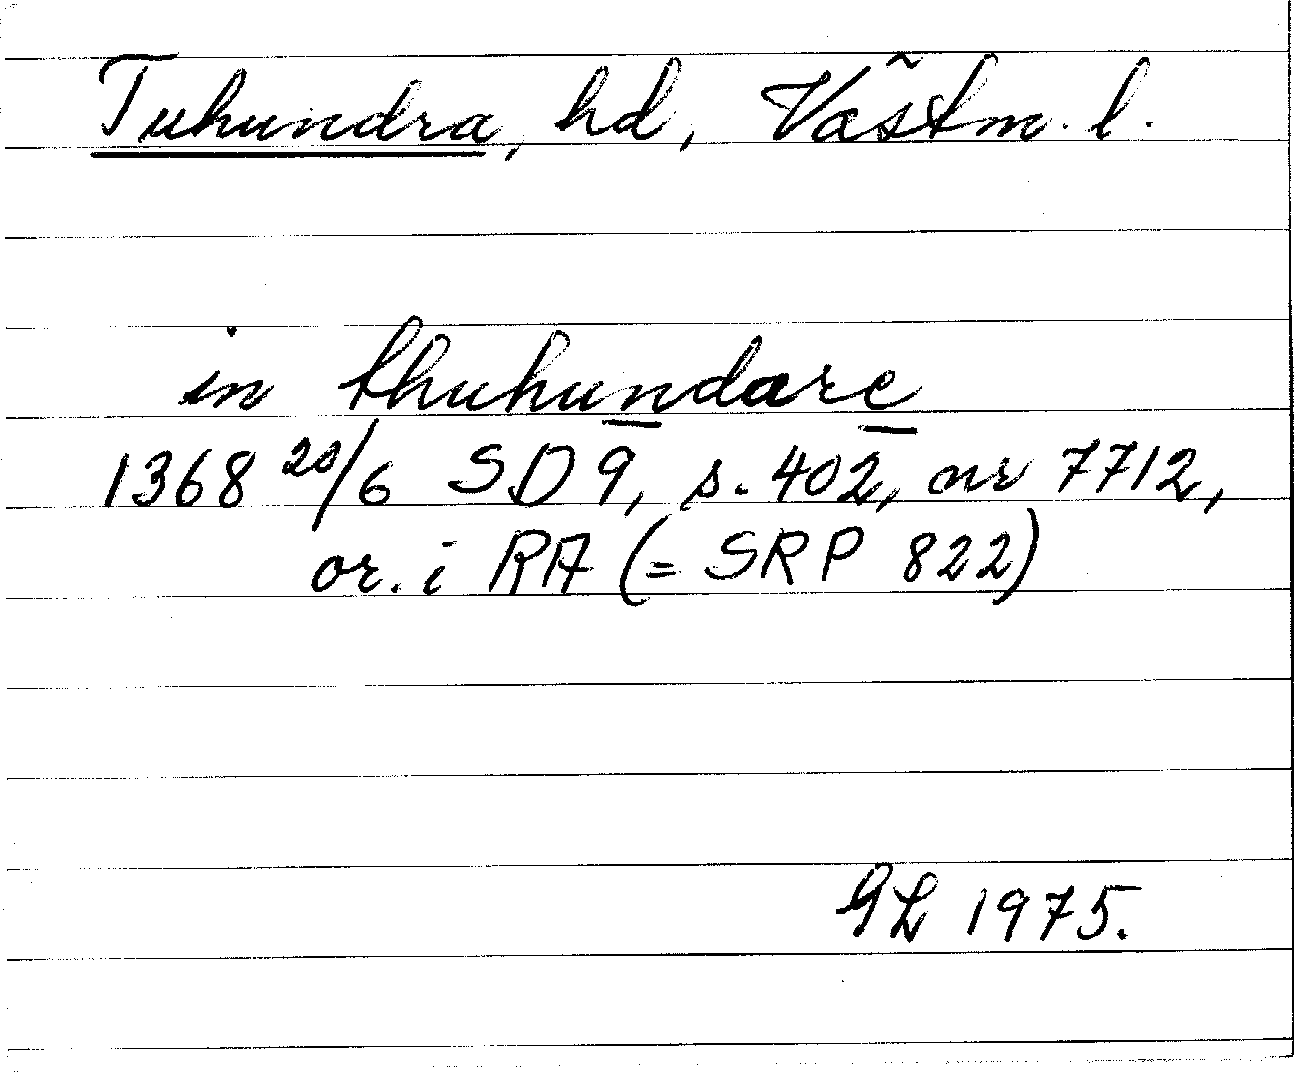 Tuhundra, hd, Västm. l.
in thuhundare
1368 20/6 SD 9, s. 402, nr 7712,
or. i RA (= SRP 822)
GL 1975.